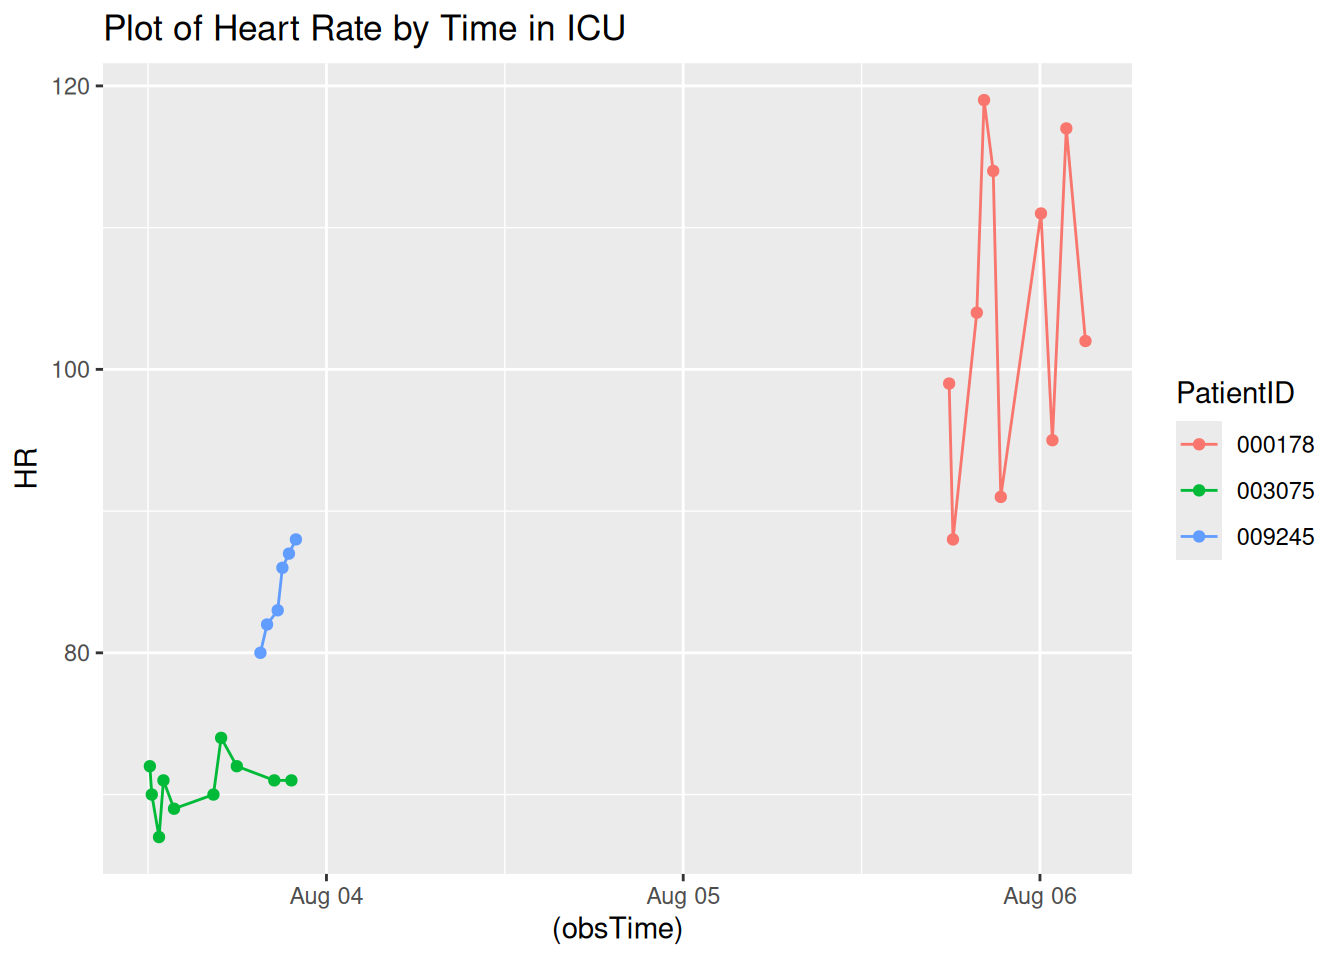 Plot of Heart Rate by Time in ICU
120
100
80
HR
Aug 04
Aug 05
Aug 06
(obsTime)
PatientID
000178
003075
009245